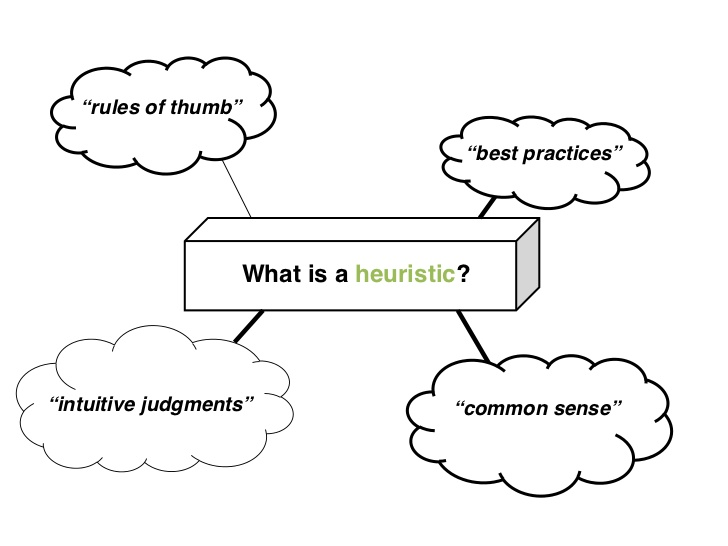 “rules of thumb”
“best practices”
What is a heuristic?
“intuitive judgments”
“common sense”